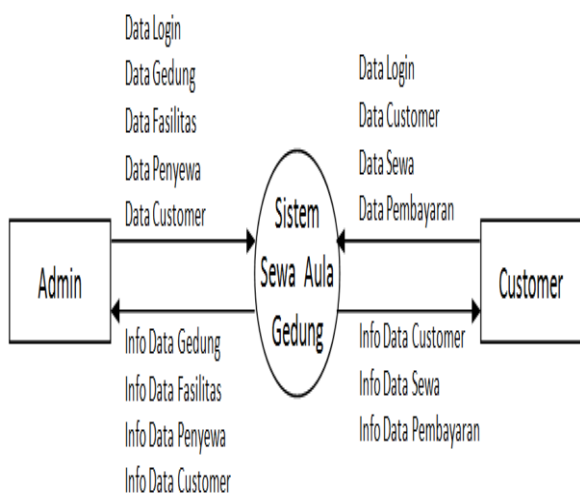 Data Login
Data Gedung
Data Fasilitas
Data Penyewa
Data Customer
Data Login
Data Customer
Data Sewa
Data Pembayaran
Admin
Sistem
Sewa Aula
Gedung
Customer
Info Data Gedung
Info Data Fasilitas
Info Data Penyewa
Info Data Customer
Info Data Customer
Info Data Sewa
Info Data Pembayaran